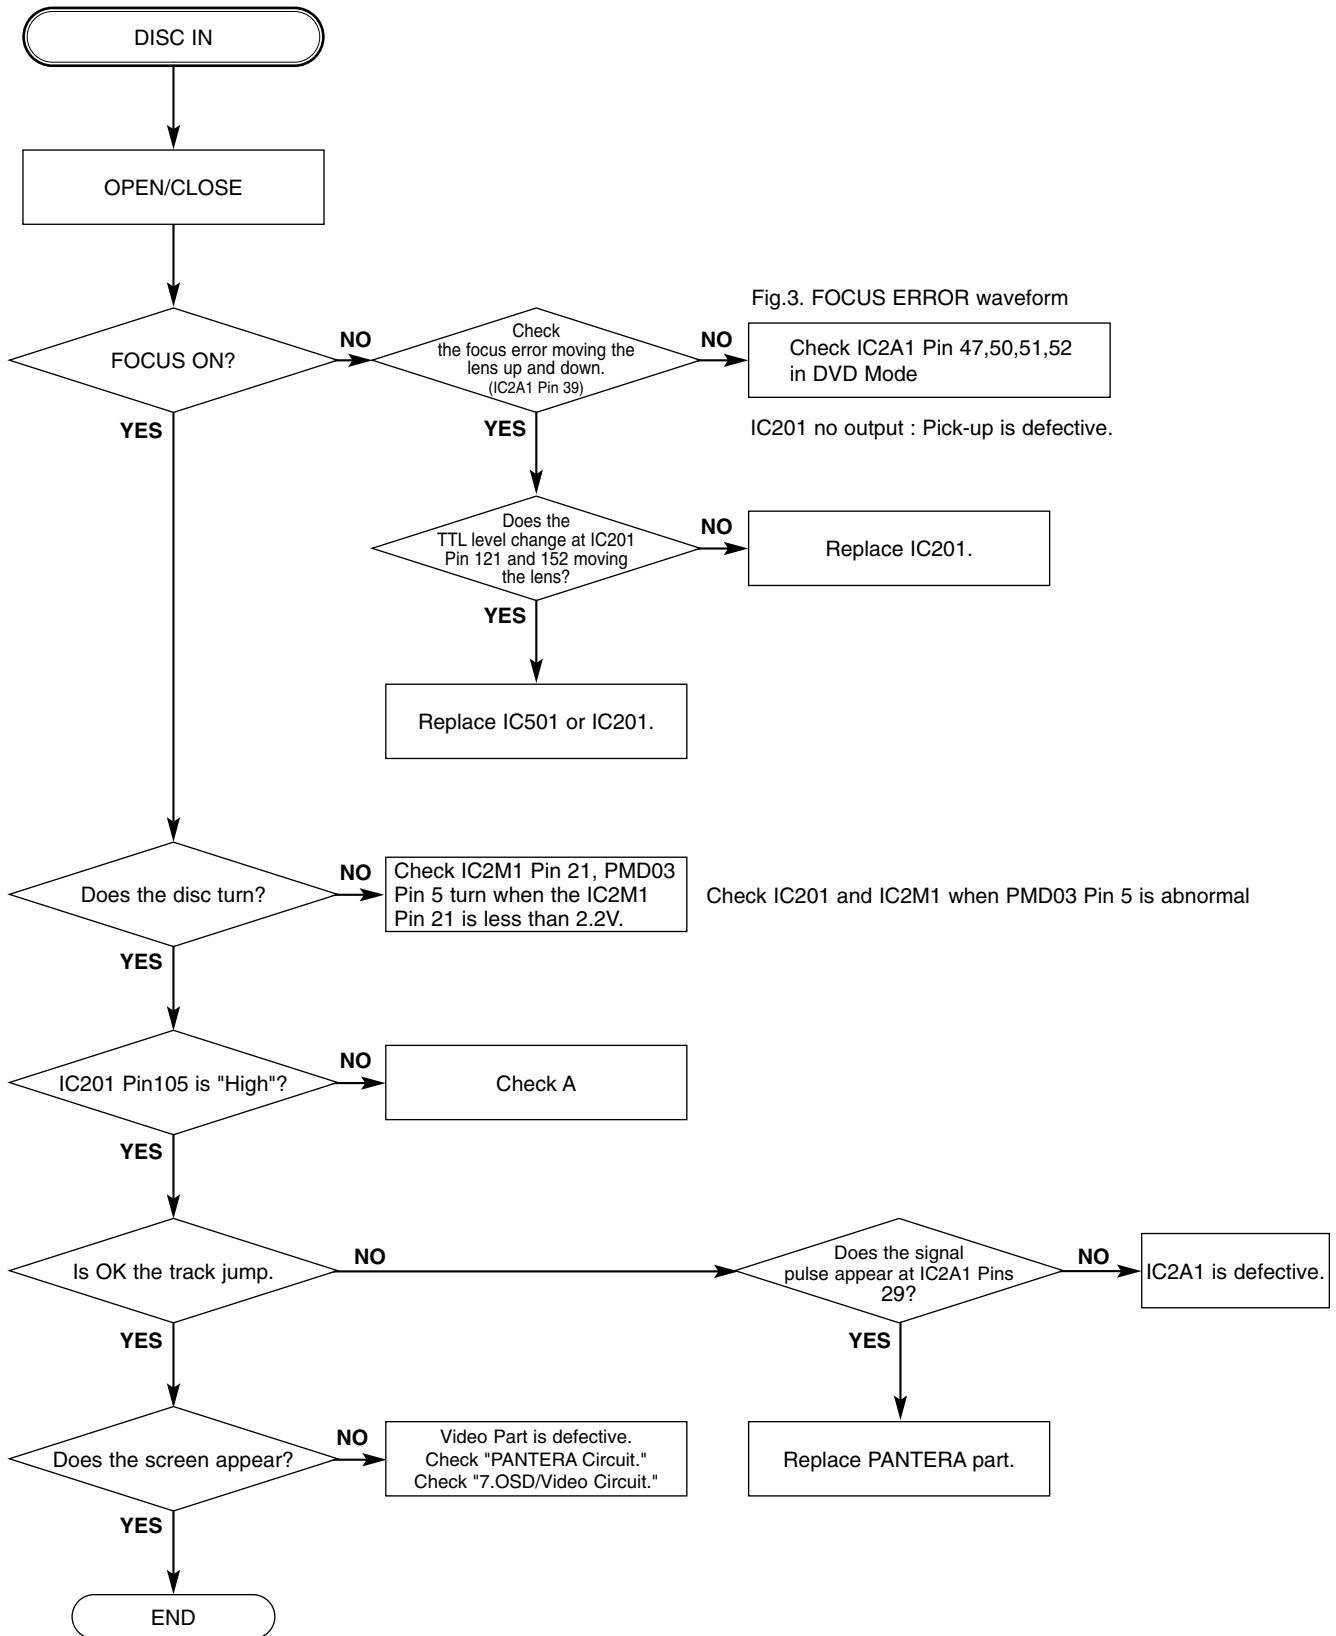 DISC IN
OPEN/CLOSE
FOCUS ON?
NO
YES
Check
the focus error moving the
lens up and down.
(IC2A1 Pin 39)
NO
YES
Fig.3. FOCUS ERROR waveform
Check IC2A1 Pin 47,50,51,52
in DVD Mode
IC201 no output : Pick-up is defective.
Does the
TTL level change at IC201
Pin 121 and 152 moving
the lens?
NO
YES
Replace IC201.
Replace IC501 or IC201.
Does the disc turn?
NO
YES
Check IC2M1 Pin 21, PMD03
Pin 5 turn when the IC2M1
Pin 21 is less than 2.2V.
Check IC201 and IC2M1 when PMD03 Pin 5 is abnormal
IC201 Pin105 is "High"?
NO
YES
Check A
Is OK the track jump.
NO
YES
Does the signal
pulse appear at IC2A1 Pins
29?
NO
YES
IC2A1 is defective.
Replace PANTERA part.
Does the screen appear?
NO
YES
Video Part is defective.
Check "PANTERA Circuit."
Check "7.OSD/Video Circuit."
END